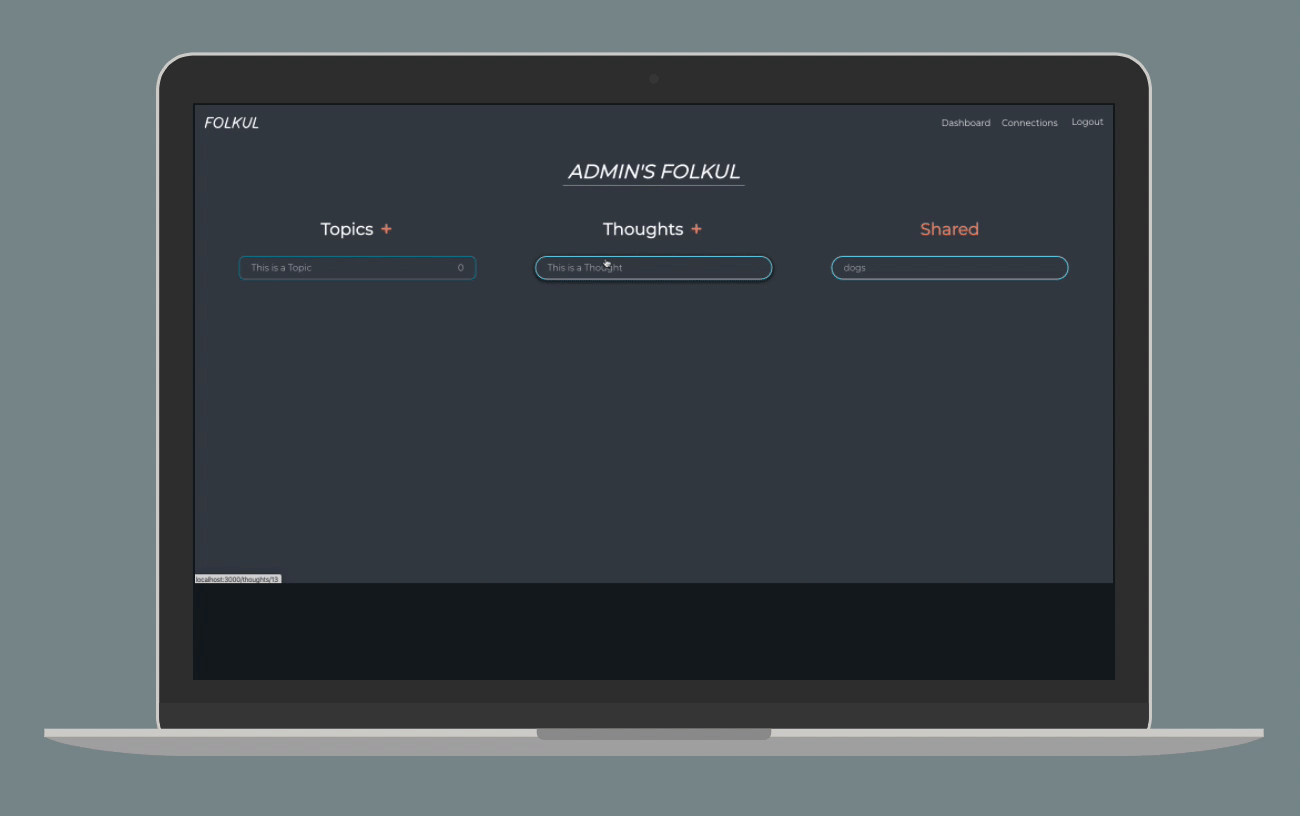 FOLKUL
Dashboard Connections Logout
ADMIN'S FOLKUL
Topics + Thoughts + Shared
This is a Topic 0 This is a Thought dogs
localhost:3000/thoughts/13